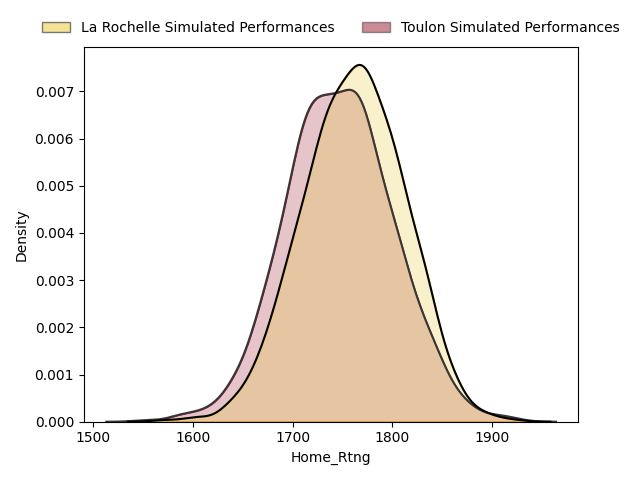 La Rochelle Simulated Performances Toulon Simulated Performances
0.007
0.006
0.005
0.004
0.003
0.002
0.001
0.000
Density
1500 1600 1700 1800 1900
Home_Rtng